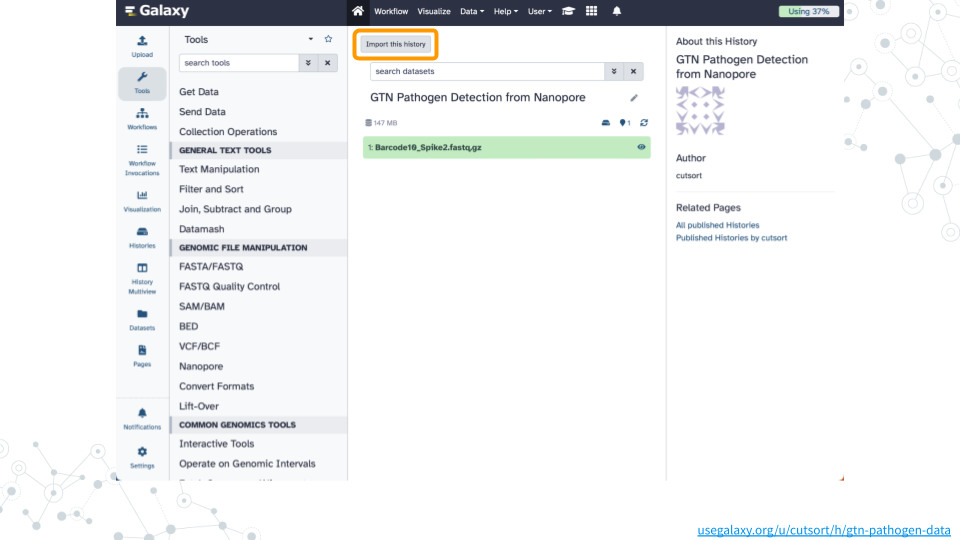 Galaxy
Workflow Visualize Data Help User
Using 37%
Upload
Tools
Workflows
Workflow
Invocations
Visualization
Histories
History
Multiview
Datasets
Pages
Notifications
Settings
Tools
search tools
Get Data
Send Data
Collection Operations
GENERAL TEXT TOOLS
Text Manipulation
Filter and Sort
Join, Subtract and Group
Datamash
GENOMIC FILE MANIPULATION
FASTA/FASTQ
FASTQ Quality Control
SAM/BAM
BED
VCF/BCF
Nanopore
Convert Formats
Lift-Over
COMMON GENOMICS TOOLS
Interactive Tools
Operate on Genomic Intervals
Import this history
search datasets
GTN Pathogen Detection from Nanopore
147 MB
1
1: Barcode10_Spike2.fastq.gz
About this History
GTN Pathogen Detection
from Nanopore
Author
cutsort
Related Pages
All published Histories
Published Histories by cutsort
usegalaxy.org/u/cutsort/h/gtn-pathogen-data